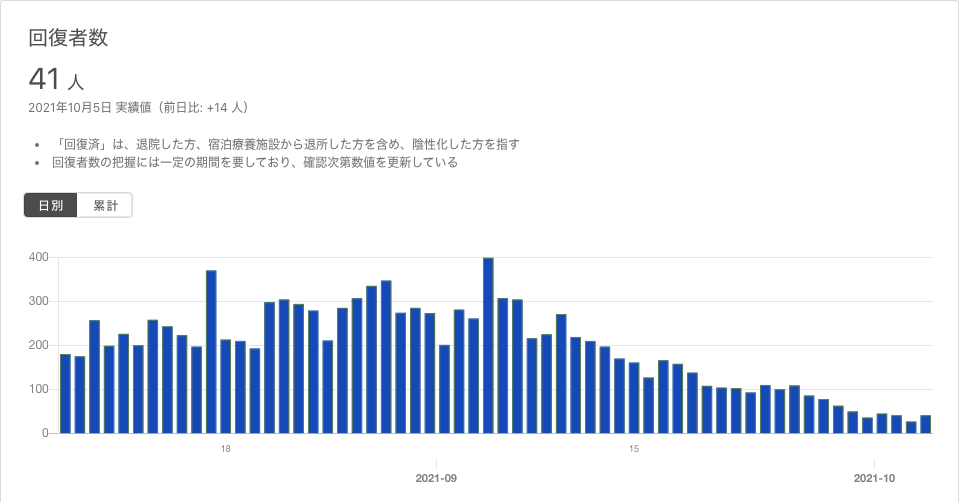 回復者数
41 人
2021年10月5日 実績値（前日比: +14 人）
• 「回復済」は、退院した方、宿泊療養施設から退所した方を含め、陰性化した方を指す
• 回復者数の把握には一定の期間を要しており、確認次第数値を更新している
日別 累計
400
300
200
100
0
18 15
2021-09 2021-10